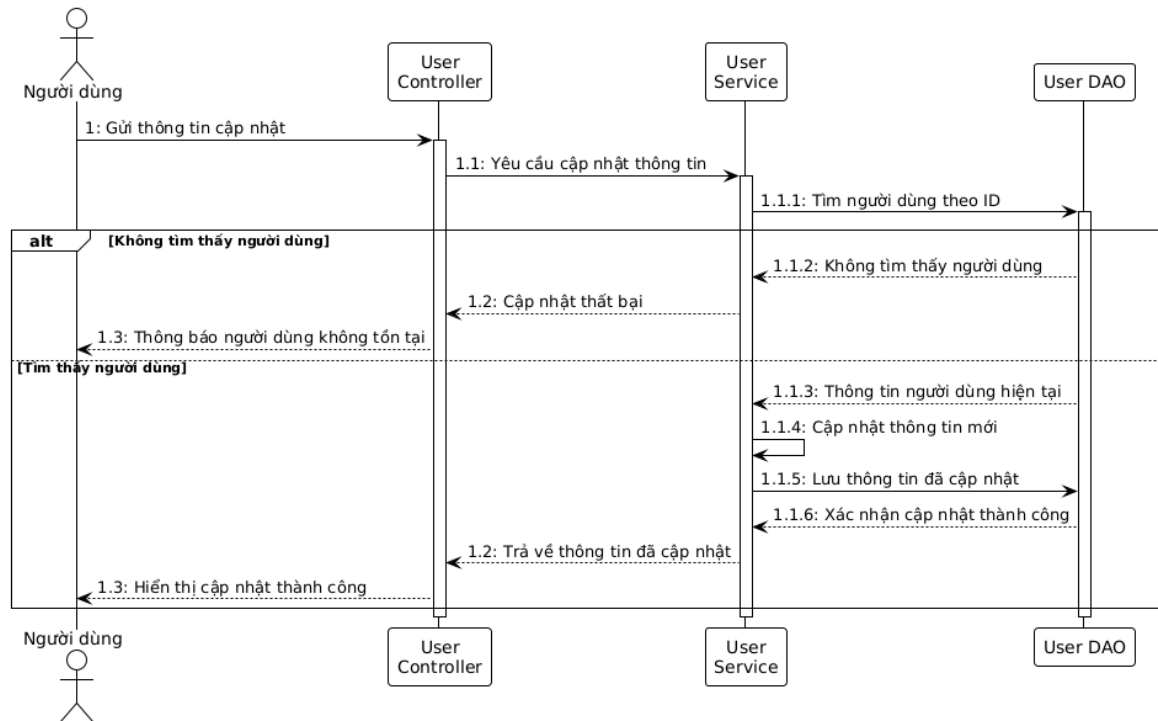 Người dùng
User
Controller
User
Service
User DAO
1: Gửi thông tin cập nhật
1.1: Yêu cầu cập nhật thông tin
1.1.1: Tìm người dùng theo ID
alt
[Không tìm thấy người dùng]
1.1.2: Không tìm thấy người dùng
1.2: Cập nhật thất bại
1.3: Thông báo người dùng không tồn tại
[Tìm thấy người dùng]
1.1.3: Thông tin người dùng hiện tại
1.1.4: Cập nhật thông tin mới
1.1.5: Lưu thông tin đã cập nhật
1.1.6: Xác nhận cập nhật thành công
1.2: Trả về thông tin đã cập nhật
1.3: Hiển thị cập nhật thành công
Người dùng
User
Controller
User
Service
User DAO